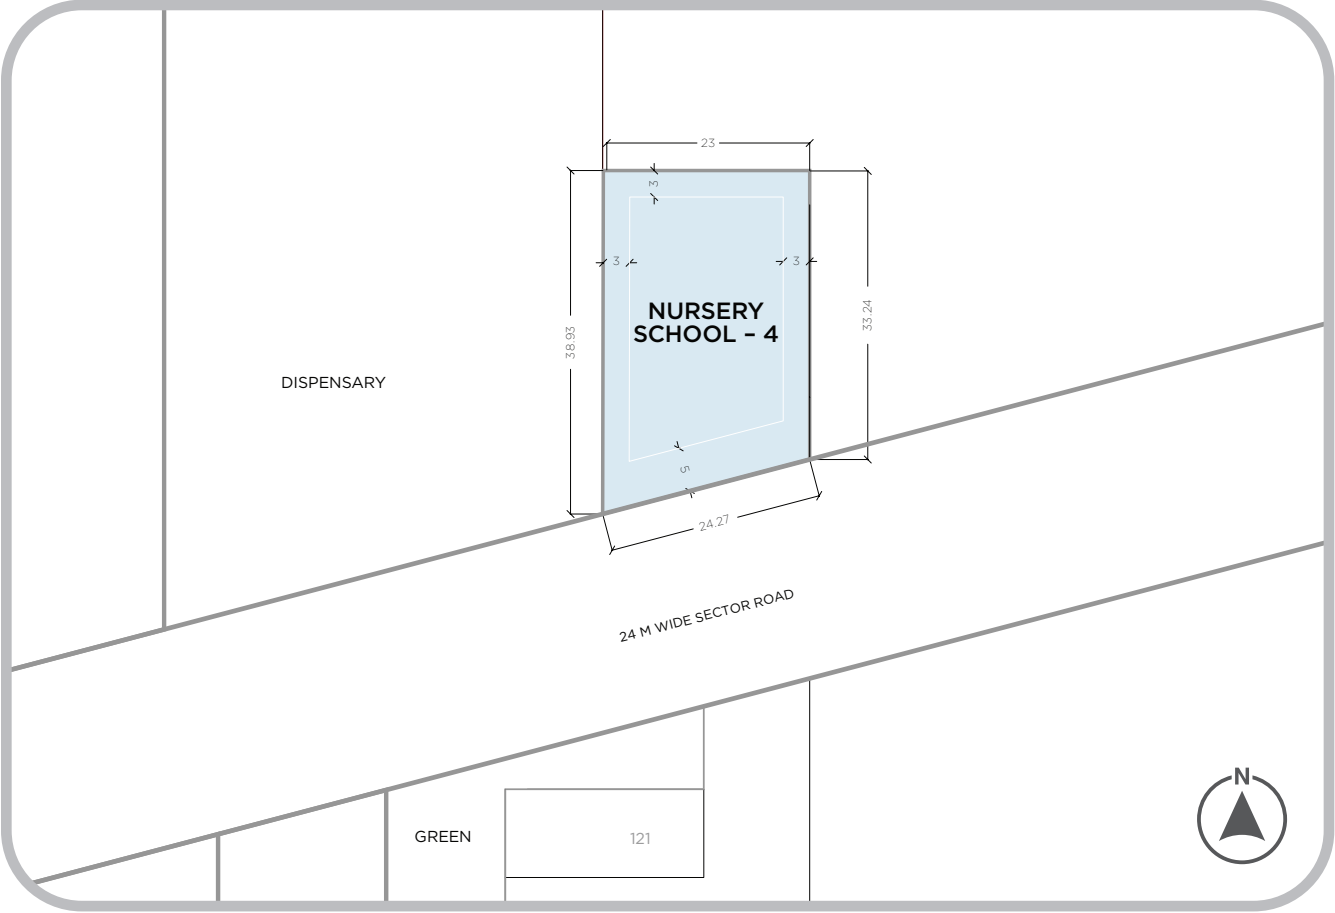 23
3
3
3
NURSERY
SCHOOL – 4
33.24
38.93
DISPENSARY
5
24.27
24 M WIDE SECTOR ROAD
N
GREEN
121